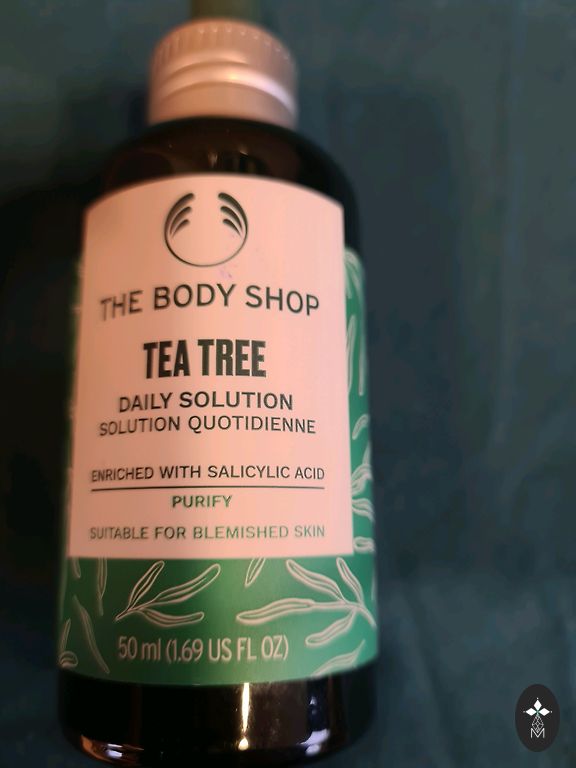 THE BODY SHOP
TEA TREE
DAILY SOLUTION
SOLUTION QUOTIDIENNE
ENRICHED WITH SALICYLIC ACID
PURIFY
SUITABLE FOR BLEMISHED SKIN
50 ml (1.69 US FL OZ)